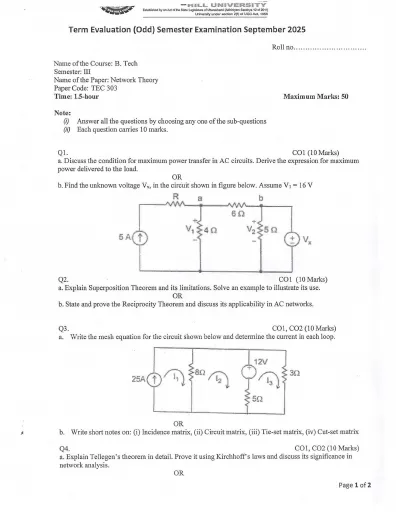 HILL UNIVERSITY
Term Evaluation (Odd) Semester Examination September 2025
Roll no..............................
Name of the Course: B. Tech
Semester: III
Name of the Paper: Network Theory
Paper Code: TEC 303
Time: 1.5-hour Maximum Marks: 50
Note:
(i) Answer all the questions by choosing any one of the sub-questions
(ii) Each question carries 10 marks.
Q1. CO1 (10 Marks)
a. Discuss the condition for maximum power transfer in AC circuits. Derive the expression for maximum
power delivered to the load.
OR
b. Find the unknown voltage Vx, in the circuit shown in figure below. Assume V1 = 16 V
R a b
6 Ω
5 A V1 4 Ω V2 5 Ω Vx
Q2. CO1 (10 Marks)
a. Explain Superposition Theorem and its limitations. Solve an example to illustrate its use.
OR
b. State and prove the Reciprocity Theorem and discuss its applicability in AC networks.
Q3. CO1, CO2 (10 Marks)
a. Write the mesh equation for the circuit shown below and determine the current in each loop.
12V
25A I1 8Ω I2 I3 3Ω
5Ω
OR
b. Write short notes on: (i) Incidence matrix, (ii) Circuit matrix, (iii) Tie-set matrix, (iv) Cut-set matrix
Q4. CO1, CO2 (10 Marks)
a. Explain Tellegen's theorem in detail. Prove it using Kirchhoff's laws and discuss its significance in
network analysis.
OR
Page 1 of 2